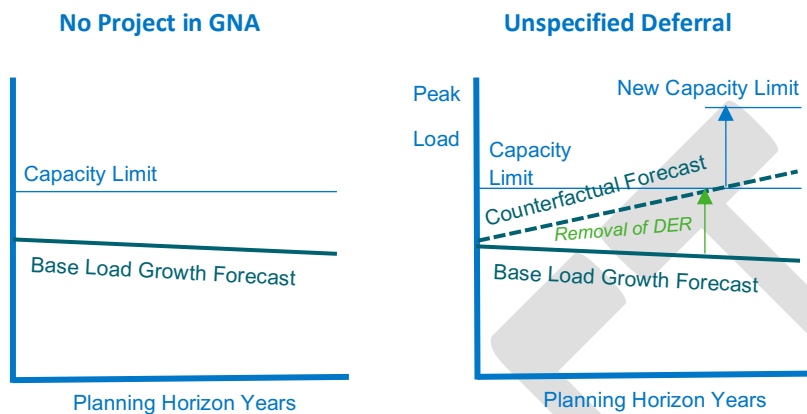 No Project in GNA
Capacity Limit
Base Load Growth Forecast
Planning Horizon Years
Unspecified Deferral
Peak
Load
New Capacity Limit
Capacity
Limit
Counterfactual Forecast
Removal of DER
Base Load Growth Forecast
Planning Horizon Years